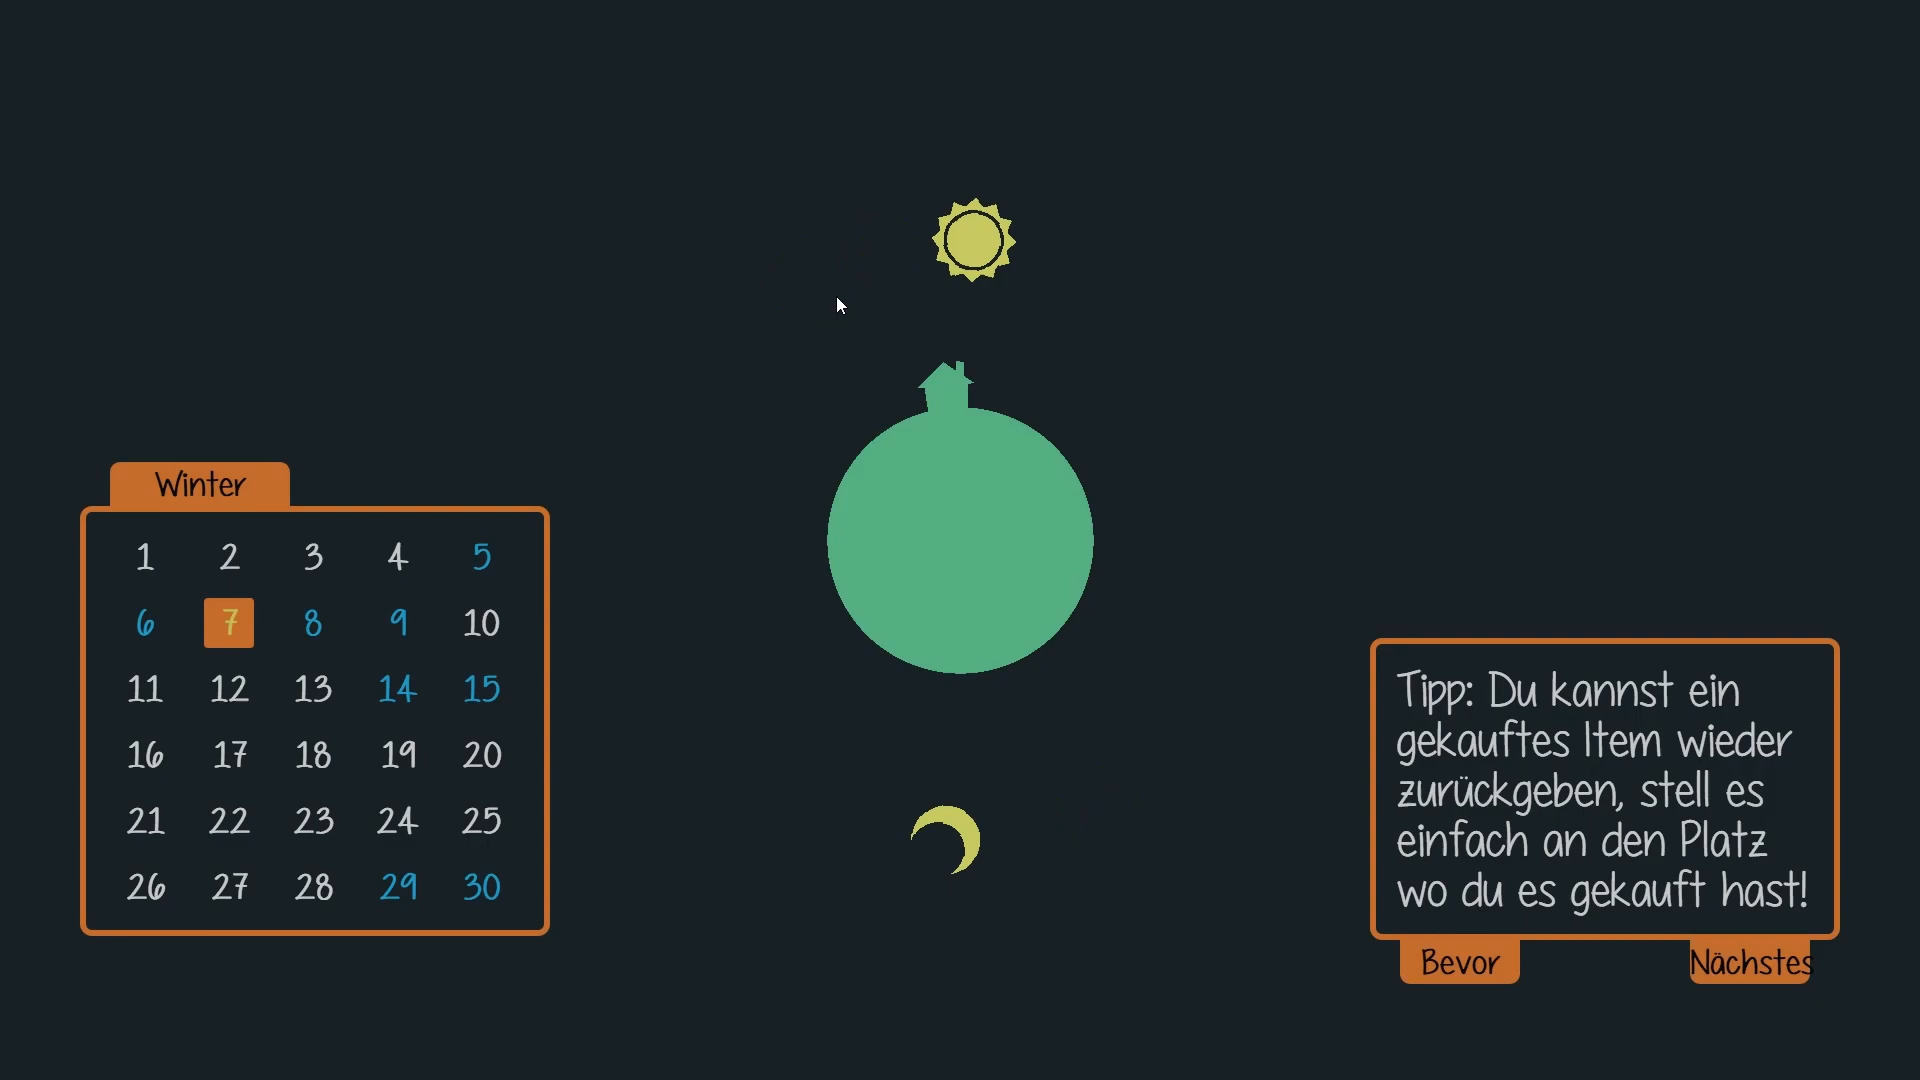 Winter
1 2 3 4 5
6 7 8 9 10
11 12 13 14 15
16 17 18 19 20
21 22 23 24 25
26 27 28 29 30
Tipp: Du kannst ein
gekauftes Item wieder
zurückgeben, stell es
einfach an den Platz
wo du es gekauft hast!
Bevor
Nächstes